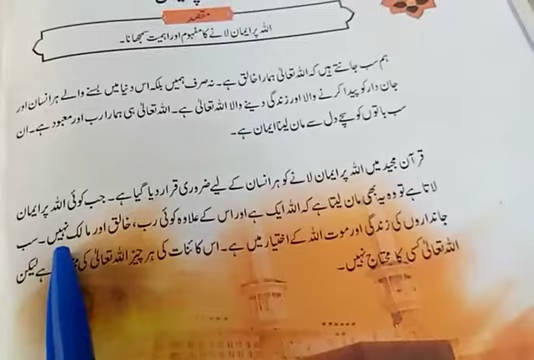 مقصد
اللہ پر ایمان لانے کا مفہوم اور اہمیت سمجھانا۔
ہم سب جانتے ہیں کہ اللہ تعالیٰ ہمارا خالق ہے۔ نہ صرف ہمیں بلکہ اس دنیا میں بسنے والے ہر انسان اور
جان دار کو پیدا کرنے والا اور زندگی دینے والا اللہ تعالیٰ ہے۔ اللہ تعالیٰ ہی ہمارا رب اور معبود ہے۔ ان
سب باتوں کو سچے دل سے مان لینا ایمان ہے۔
قرآن مجید میں اللہ پر ایمان لانے کو ہر انسان کے لیے ضروری قرار دیا گیا ہے۔ جب کوئی اللہ پر ایمان
لاتا ہے تو وہ یہ بھی مان لیتا ہے کہ اللہ ایک ہے اور اس کے علاوہ کوئی رب، خالق اور مالک نہیں۔ سب
جانداروں کی زندگی اور موت اللہ کے اختیار میں ہے۔ اس کائنات کی ہر چیز اللہ تعالیٰ کی ہے لیکن
اللہ تعالیٰ کسی کا محتاج نہیں۔